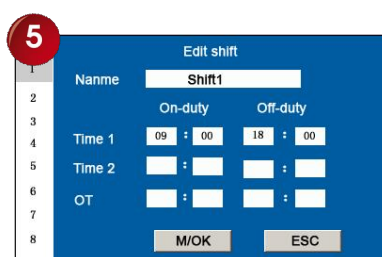 5
Edit shift
1
Nanme Shift1
2
On-duty Off-duty
3
4 Time 1 09 : 00 18 : 00
5 Time 2 : :
6 OT : :
7
8 M/OK ESC